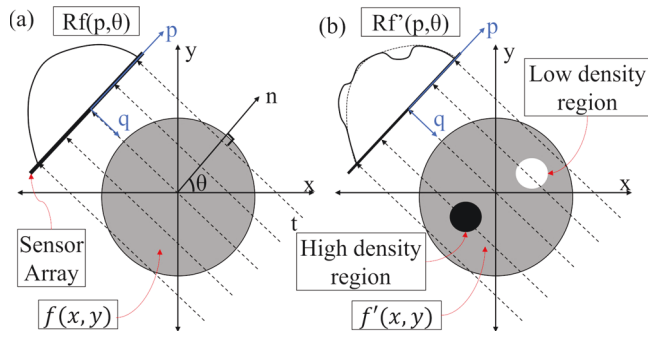 (a)
Rf(p,θ)
p
y
n
q
θ
x
t
Sensor
Array
f(x, y)
(b)
Rf’(p,θ)
p
y
Low density
region
q
x
High density
region
f′(x, y)